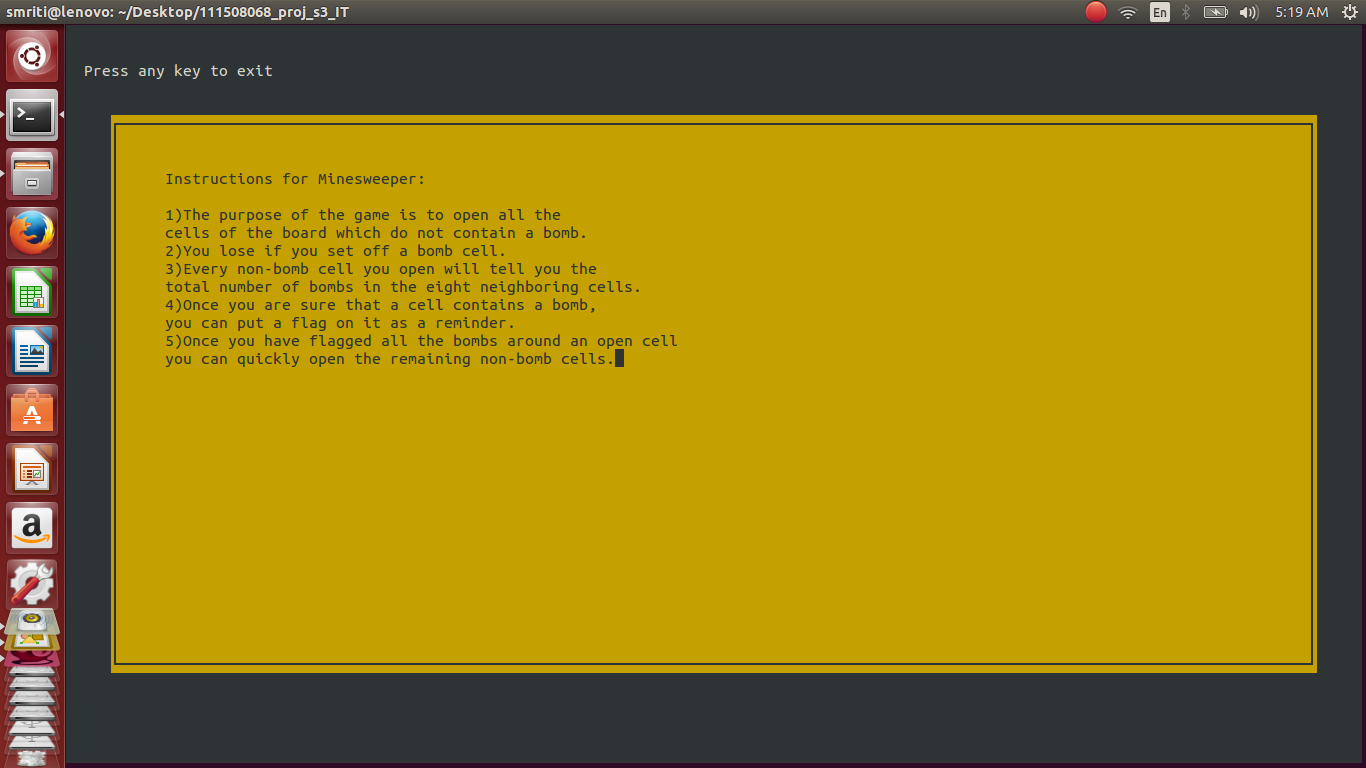 smriti@lenovo: ~/Desktop/111508068_proj_s3_IT
En
5:19 AM
Press any key to exit
Instructions for Minesweeper:
1)The purpose of the game is to open all the
cells of the board which do not contain a bomb.
2)You lose if you set off a bomb cell.
3)Every non-bomb cell you open will tell you the
total number of bombs in the eight neighboring cells.
4)Once you are sure that a cell contains a bomb,
you can put a flag on it as a reminder.
5)Once you have flagged all the bombs around an open cell
you can quickly open the remaining non-bomb cells.